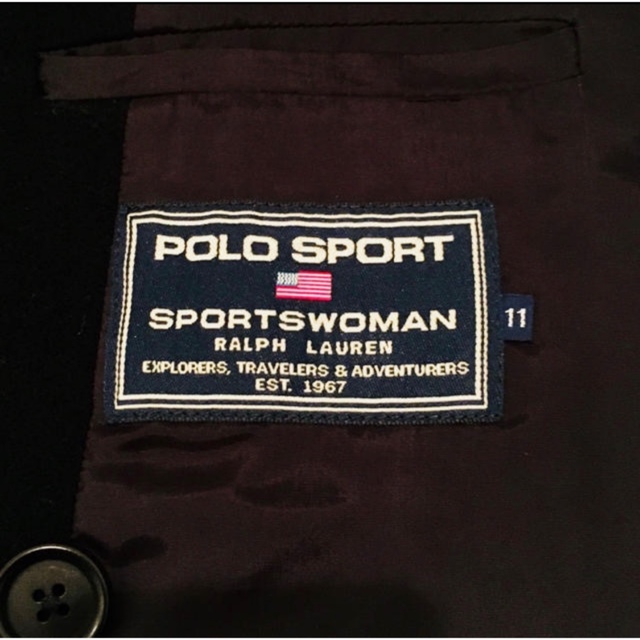 POLO SPORT
SPORTSWOMAN
11
RALPH LAUREN
EXPLORERS, TRAVELERS & ADVENTURERS
EST. 1967